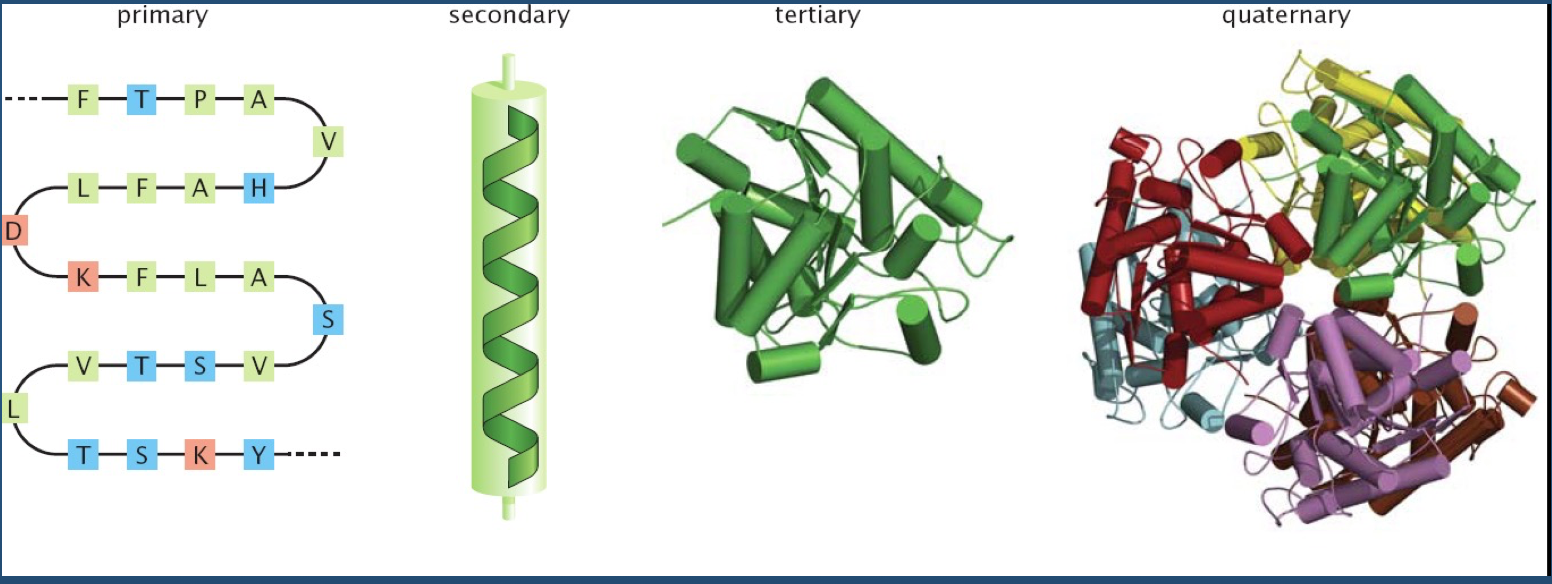 primary secondary tertiary quaternary
F T P A
V
L F A H
D
K F L A
S
V T S V
L
T S K Y